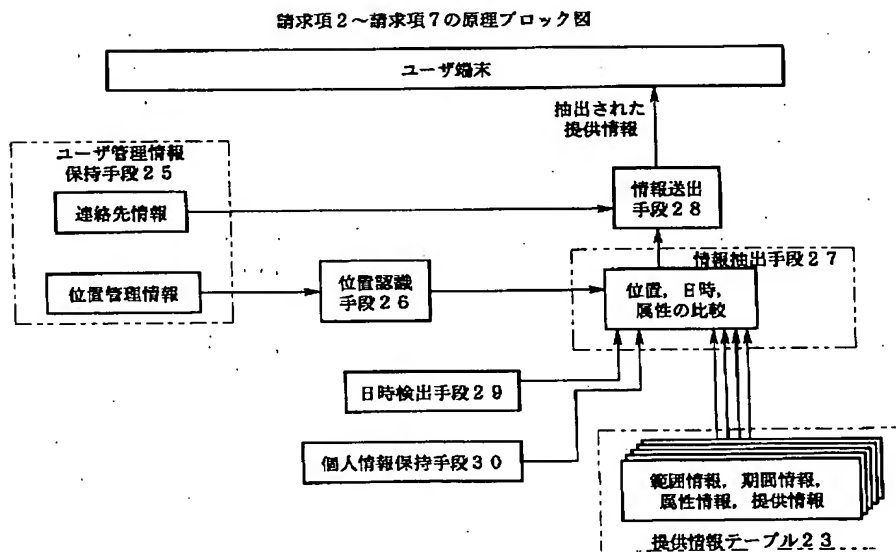 請求項2〜請求項7の原理ブロック図
ユーザ端末
抽出された
提供情報
ユーザ管理情報
保持手段25
連絡先情報
情報送出
手段28
情報抽出手段27
位置管理情報
位置認識
手段26
位置，日時，
属性の比較
日時検出手段29
個人情報保持手段30
範囲情報，期間情報，
属性情報，提供情報
提供情報テーブル23